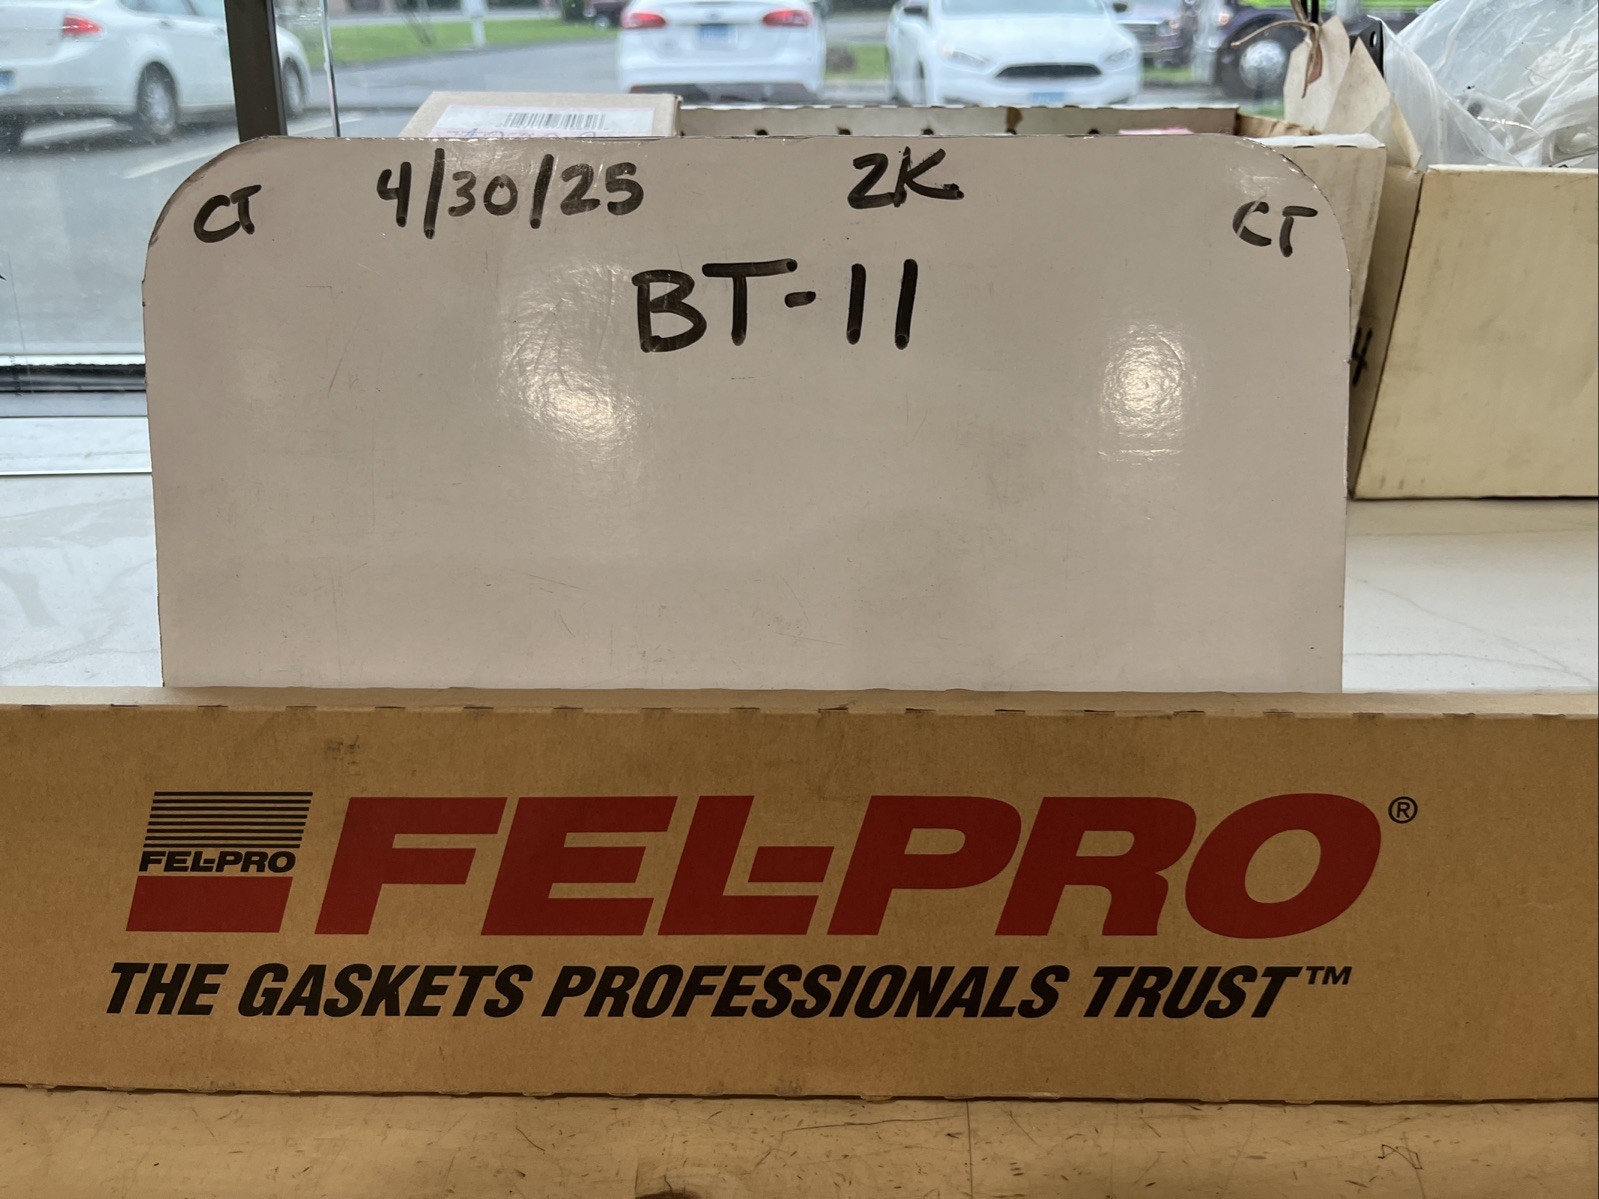 CT 4/30/25 2K CT
BT-11
FEL-PRO
FEL-PRO®
THE GASKETS PROFESSIONALS TRUST™